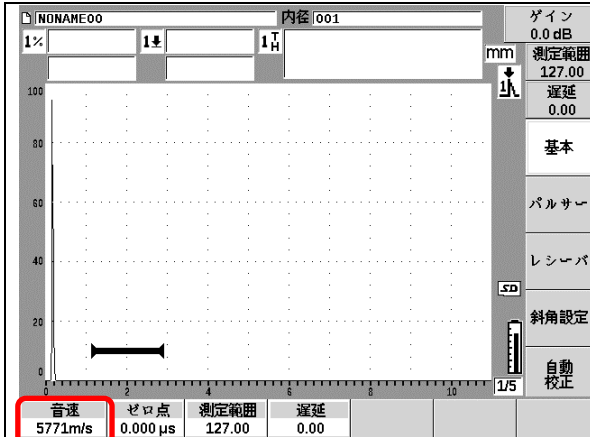 NONAME00 内径 001
1% 1 1 T H
mm
1
100
80
60
40
20
0
0 2 4 6 8 10
SD
1/5
ゲイン
0.0 dB
測定範囲
127.00
遅延
0.00
基本
パルサー
レシーバ
斜角設定
自動
校正
音速 ゼロ点 測定範囲 遅延
5771m/s 0.000 µs 127.00 0.00